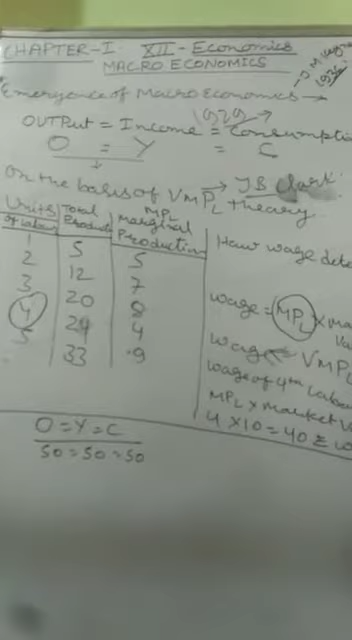 CHAPTER-I XII-Economics
MACRO ECONOMICS
Emergence of Macro Economics →
1929
OUTPUT = Income = Consumptio
O = Y = C
On the basis of VMPL theory → JB Clark
Units of labour | Total Product | MPL Marginal Production
1 5 5
2 12 7
3 20 8
4 24 4
5 33 9
How wage dete
wage = MPL x ma
wage = VMPL
wage of 4th labou
MPL x market
4 x 10 = 40
O = Y = C
50 = 50 = 50